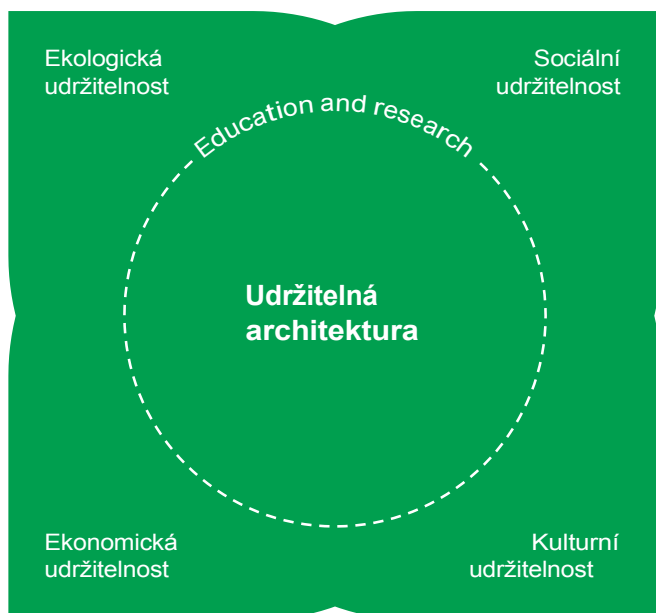 Ekologická
udržitelnost
Sociální
udržitelnost
Education and research
Udržitelná
architektura
Ekonomická
udržitelnost
Kulturní
udržitelnost